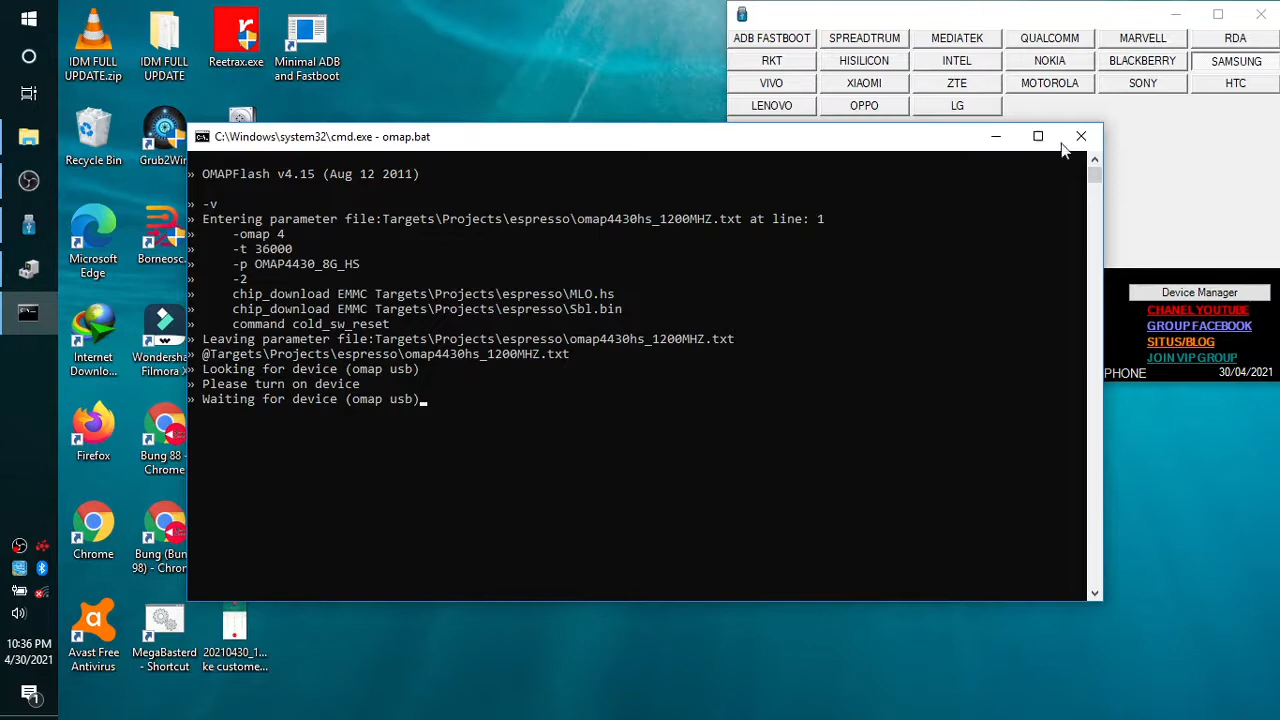 IDM FULL
UPDATE.zip
IDM FULL
UPDATE
Reetrax.exe
Minimal ADB
and Fastboot
Recycle Bin
Grub2Win
Microsoft
Edge
Borneosc...
Internet
Downlo...
Wondersha
Filmora X
Firefox
Bung 88 -
Chrome
Chrome
Bung (Bun
98) - Chron
Avast Free
Antivirus
MegaBasterd
- Shortcut
20210430_1...
ke custome...
10:36 PM
4/30/2021
1
ADB FASTBOOT
SPREADTRUM
MEDIATEK
QUALCOMM
MARVELL
RDA
RKT
HISILICON
INTEL
NOKIA
BLACKBERRY
SAMSUNG
VIVO
XIAOMI
ZTE
MOTOROLA
SONY
HTC
LENOVO
OPPO
LG
C:\Windows\system32\cmd.exe - omap.bat
» OMAPFlash v4.15 (Aug 12 2011)
» -v
» Entering parameter file:Targets\Projects\espresso\omap4430hs_1200MHZ.txt at line: 1
» -omap 4
» -t 36000
» -p OMAP4430_8G_HS
» -2
» chip_download EMMC Targets\Projects\espresso\MLO.hs
» chip_download EMMC Targets\Projects\espresso\Sbl.bin
» command cold_sw_reset
» Leaving parameter file:Targets\Projects\espresso\omap4430hs_1200MHZ.txt
» @Targets\Projects\espresso\omap4430hs_1200MHZ.txt
» Looking for device (omap usb)
» Please turn on device
» Waiting for device (omap usb)
Device Manager
CHANEL YOUTUBE
GROUP FACEBOOK
SITUS/BLOG
JOIN VIP GROUP
PHONE
30/04/2021